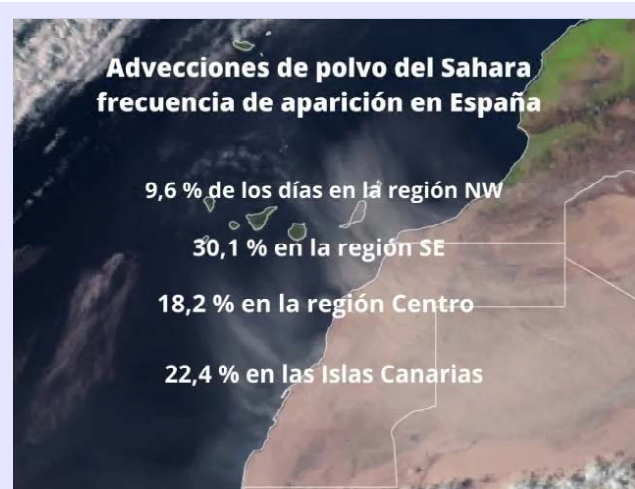 Advecciones de polvo del Sahara
frecuencia de aparición en España
9,6 % de los días en la región NW
30,1 % en la región SE
18,2 % en la región Centro
22,4 % en las Islas Canarias